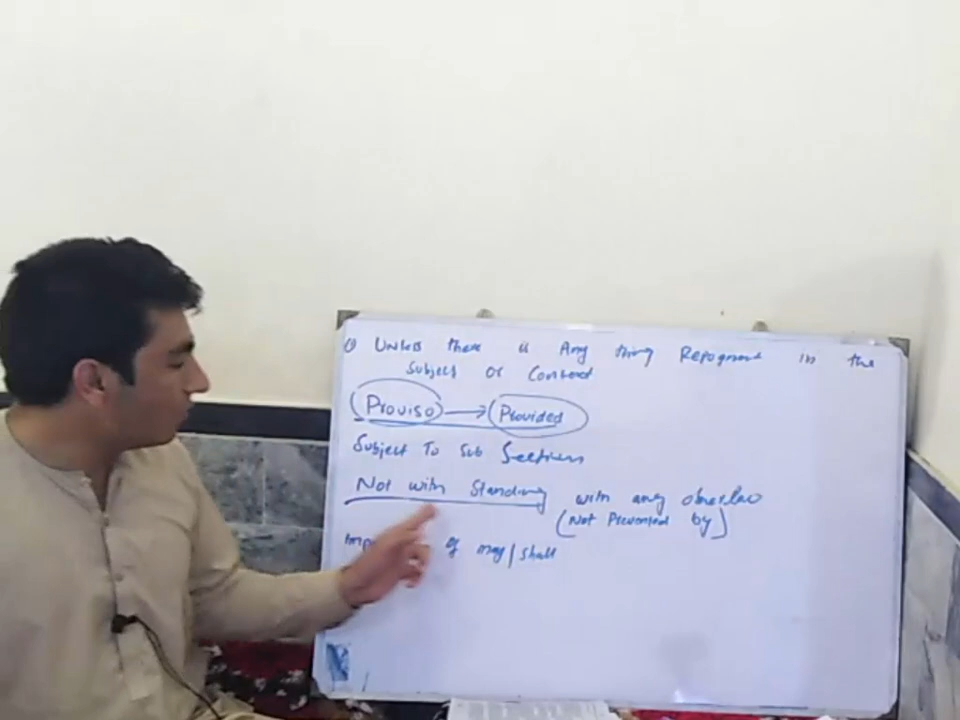 ① Unless there is Any thing Repognant in the
Subject or Context
Proviso → Provided
Subject To Sub Sections
Not with Standing with any other law
(Not Prevented by)
of may/shall